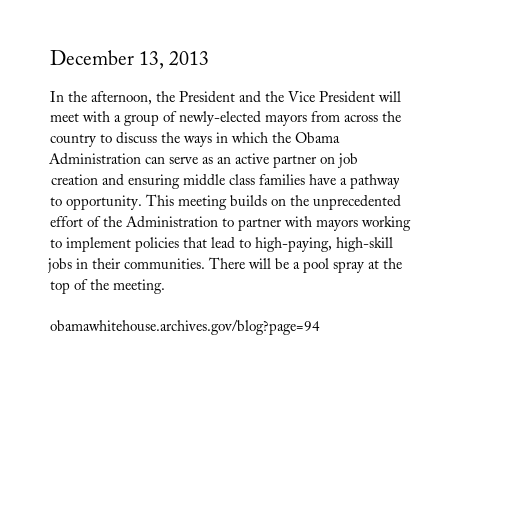 December 13, 2013
In the afternoon, the President and the Vice President will
meet with a group of newly-elected mayors from across the
country to discuss the ways in which the Obama
Administration can serve as an active partner on job
creation and ensuring middle class families have a pathway
to opportunity. This meeting builds on the unprecedented
effort of the Administration to partner with mayors working
to implement policies that lead to high-paying, high-skill
jobs in their communities. There will be a pool spray at the
top of the meeting.
obamawhitehouse.archives.gov/blog?page=94